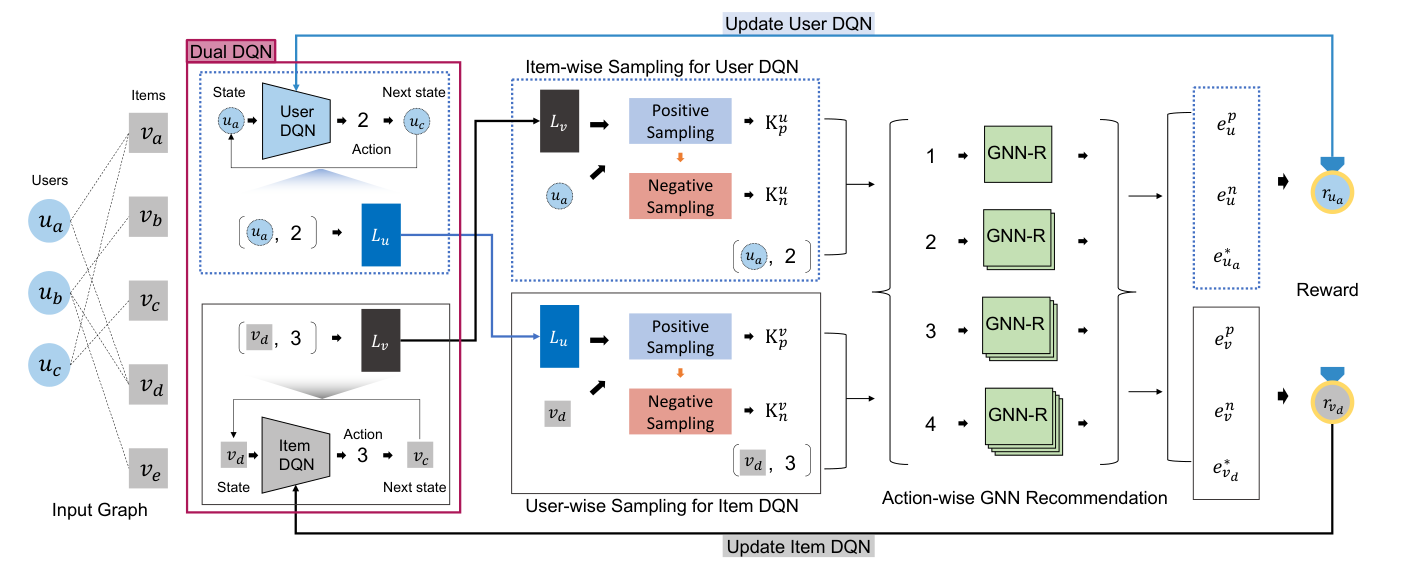 Update User DQN
Dual DQN
Items
v_a
v_b
v_c
v_d
v_e
Users
u_a
u_b
u_c
Input Graph
State
Next state
u_a
User
DQN
2
u_c
Action
(u_a, 2)
L_u
(v_d, 3)
L_v
Action
v_d
Item
DQN
3
v_c
State
Next state
Item-wise Sampling for User DQN
L_v
Positive
Sampling
K_p^u
u_a
Negative
Sampling
K_n^u
(u_a, 2)
L_u
Positive
Sampling
K_p^v
v_d
Negative
Sampling
K_n^v
(v_d, 3)
User-wise Sampling for Item DQN
1
GNN-R
2
GNN-R
3
GNN-R
4
GNN-R
Action-wise GNN Recommendation
e_u^p
e_u^n
e_{u_a}^*
e_v^p
e_v^n
e_{v_d}^*
r_{u_a}
Reward
r_{v_d}
Update Item DQN